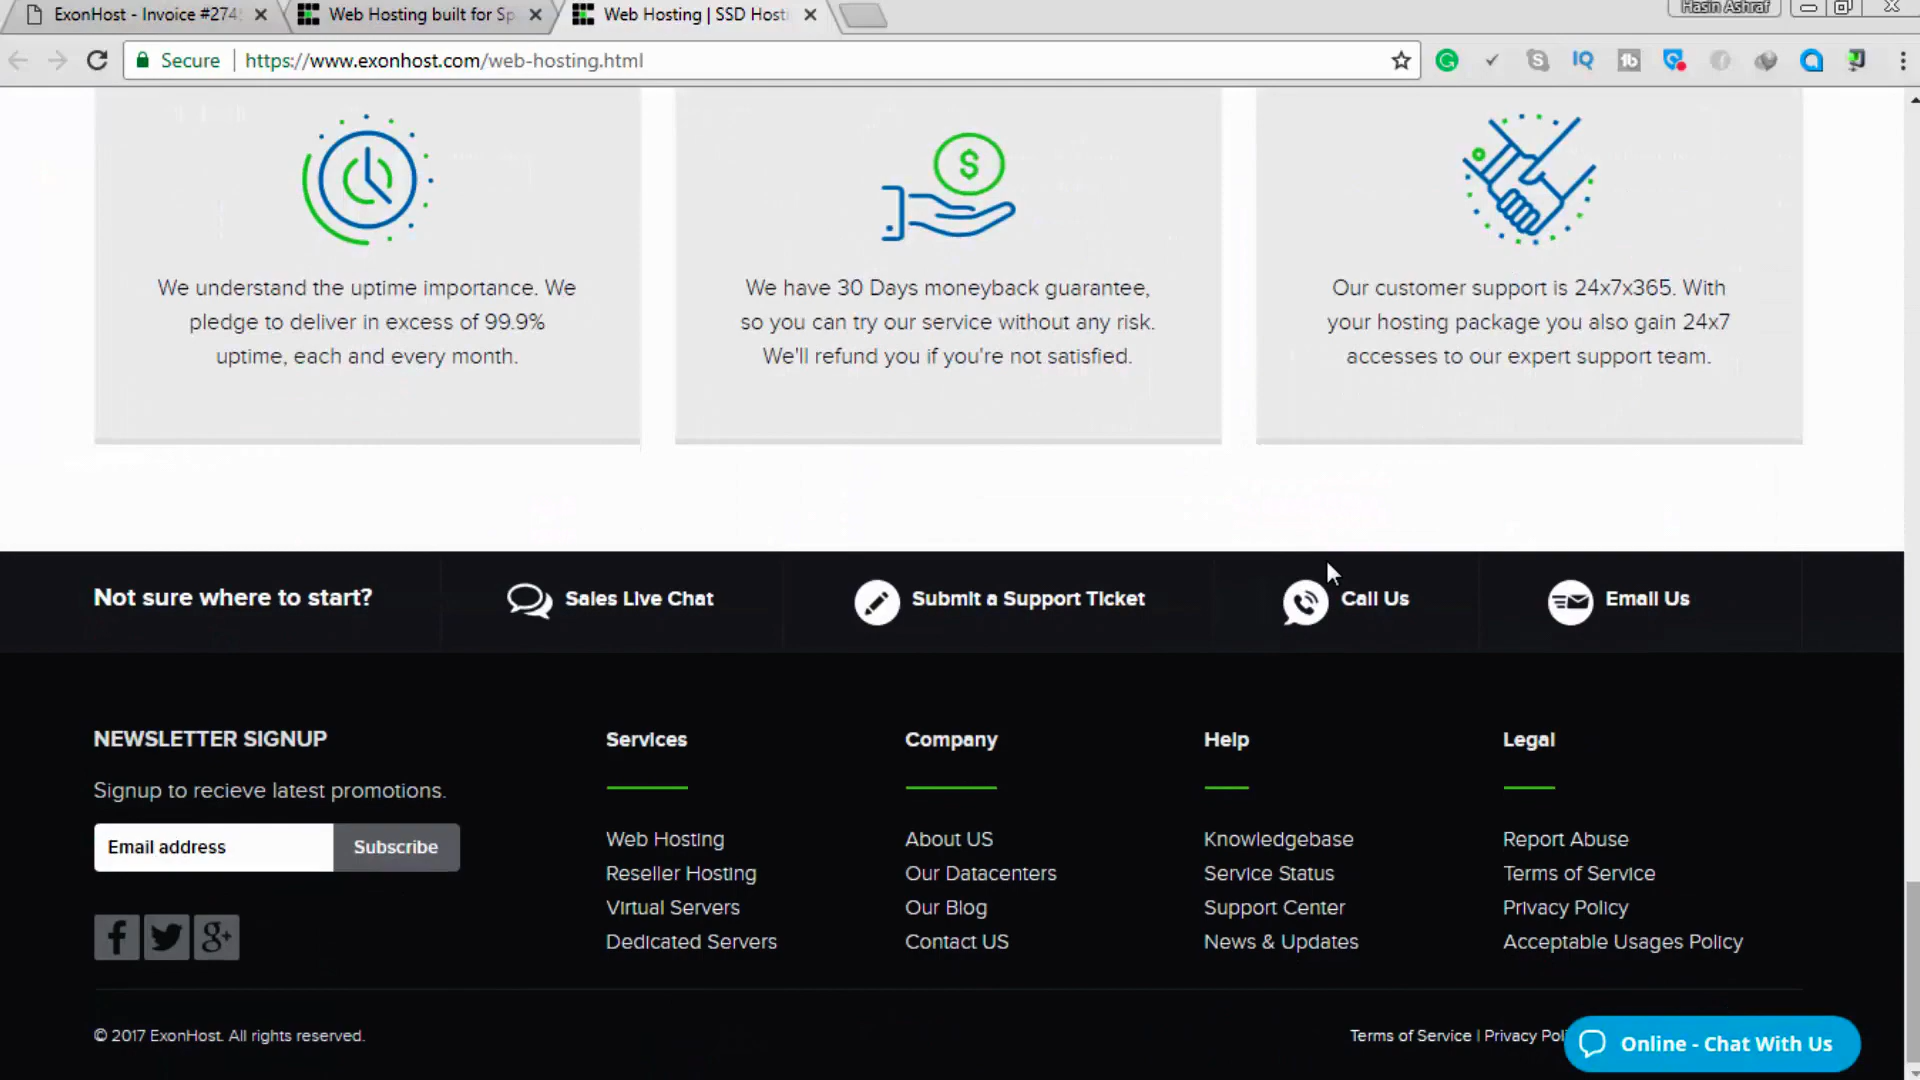 ExonHost - Invoice #274
Web Hosting built for Sp
Web Hosting | SSD Host
Hasin Ashraf
Secure
https://www.exonhost.com/web-hosting.html
We understand the uptime importance. We
pledge to deliver in excess of 99.9%
uptime, each and every month.
We have 30 Days moneyback guarantee,
so you can try our service without any risk.
We'll refund you if you're not satisfied.
Our customer support is 24x7x365. With
your hosting package you also gain 24x7
accesses to our expert support team.
Not sure where to start?
Sales Live Chat
Submit a Support Ticket
Call Us
Email Us
NEWSLETTER SIGNUP
Signup to recieve latest promotions.
Email address
Subscribe
Services
Web Hosting
Reseller Hosting
Virtual Servers
Dedicated Servers
Company
About US
Our Datacenters
Our Blog
Contact US
Help
Knowledgebase
Service Status
Support Center
News & Updates
Legal
Report Abuse
Terms of Service
Privacy Policy
Acceptable Usages Policy
© 2017 ExonHost. All rights reserved.
Terms of Service | Privacy Poli
Online - Chat With Us